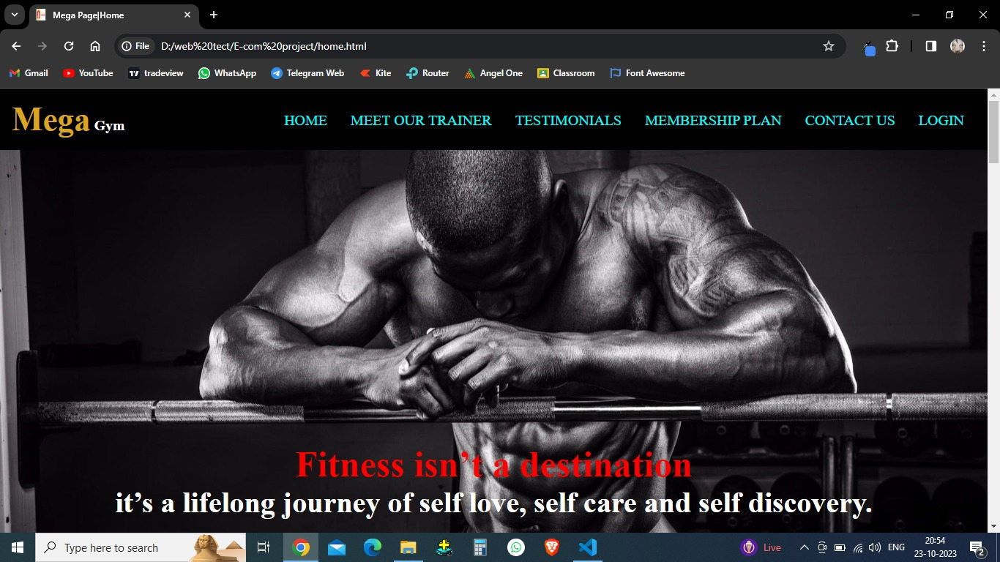 Mega Page|Home
File D:/web%20tect/E-com%20project/home.html
Gmail YouTube tradeview WhatsApp Telegram Web Kite Router Angel One Classroom Font Awesome
Mega Gym HOME MEET OUR TRAINER TESTIMONIALS MEMBERSHIP PLAN CONTACT US LOGIN
Fitness isn’t a destination
it’s a lifelong journey of self love, self care and self discovery.
Type here to search Live ENG 20:54
23-10-2023 2